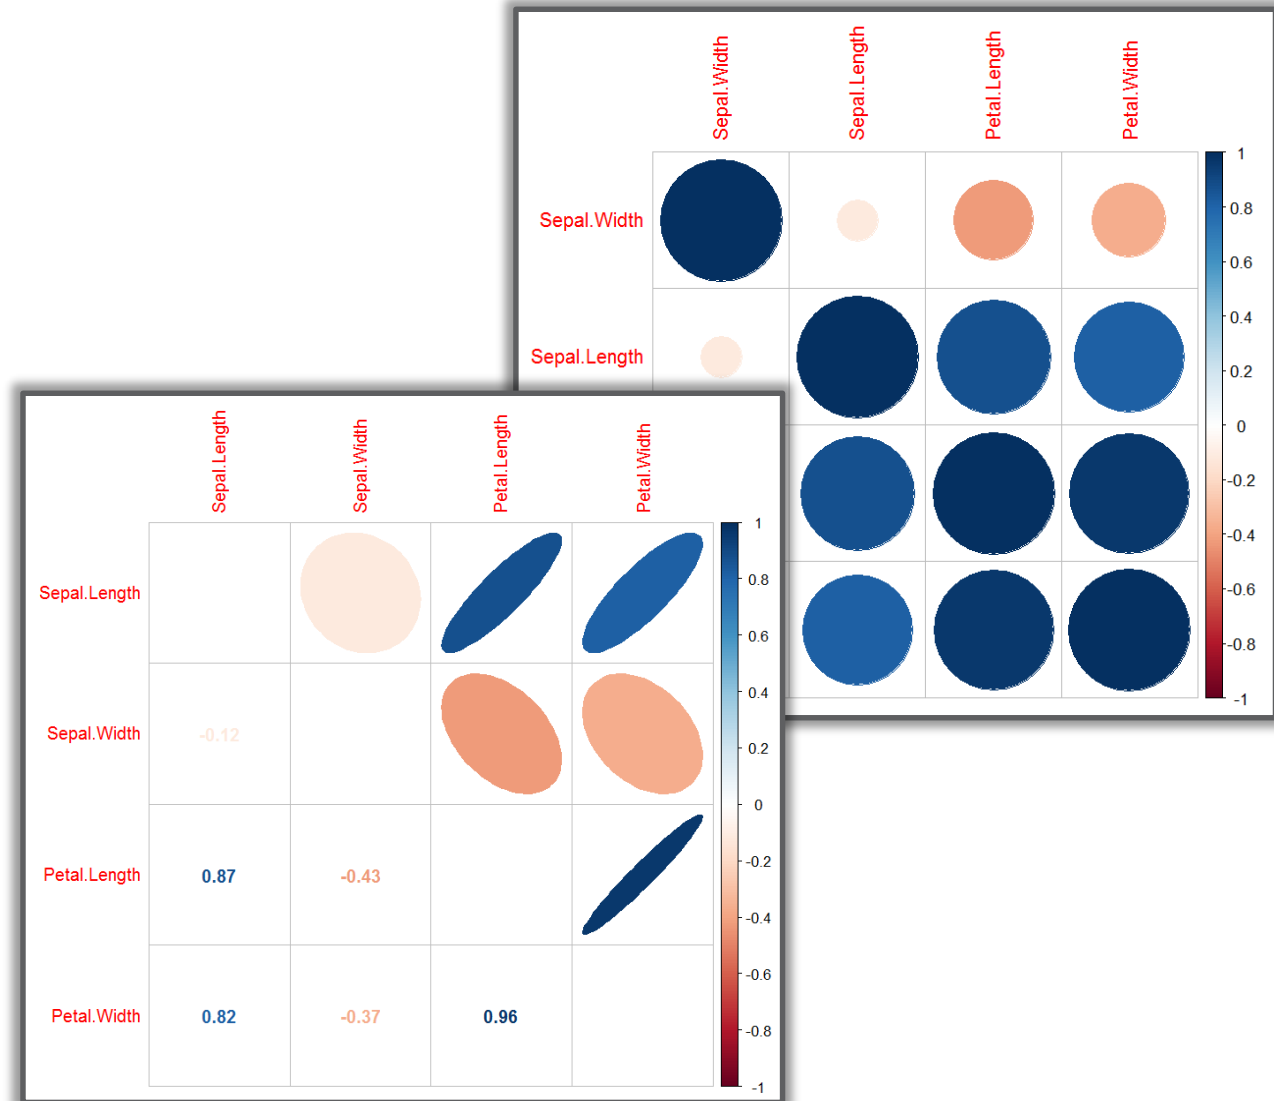 Sepal.Width
Sepal.Length
Petal.Length
Petal.Width
Sepal.Width
Sepal.Length
1
0.8
0.6
0.4
0.2
0
-0.2
-0.4
-0.6
-0.8
-1
Sepal.Length
Sepal.Width
Petal.Length
Petal.Width
Sepal.Length
Sepal.Width -0.12
Petal.Length 0.87 -0.43
Petal.Width 0.82 -0.37 0.96
1
0.8
0.6
0.4
0.2
0
-0.2
-0.4
-0.6
-0.8
-1